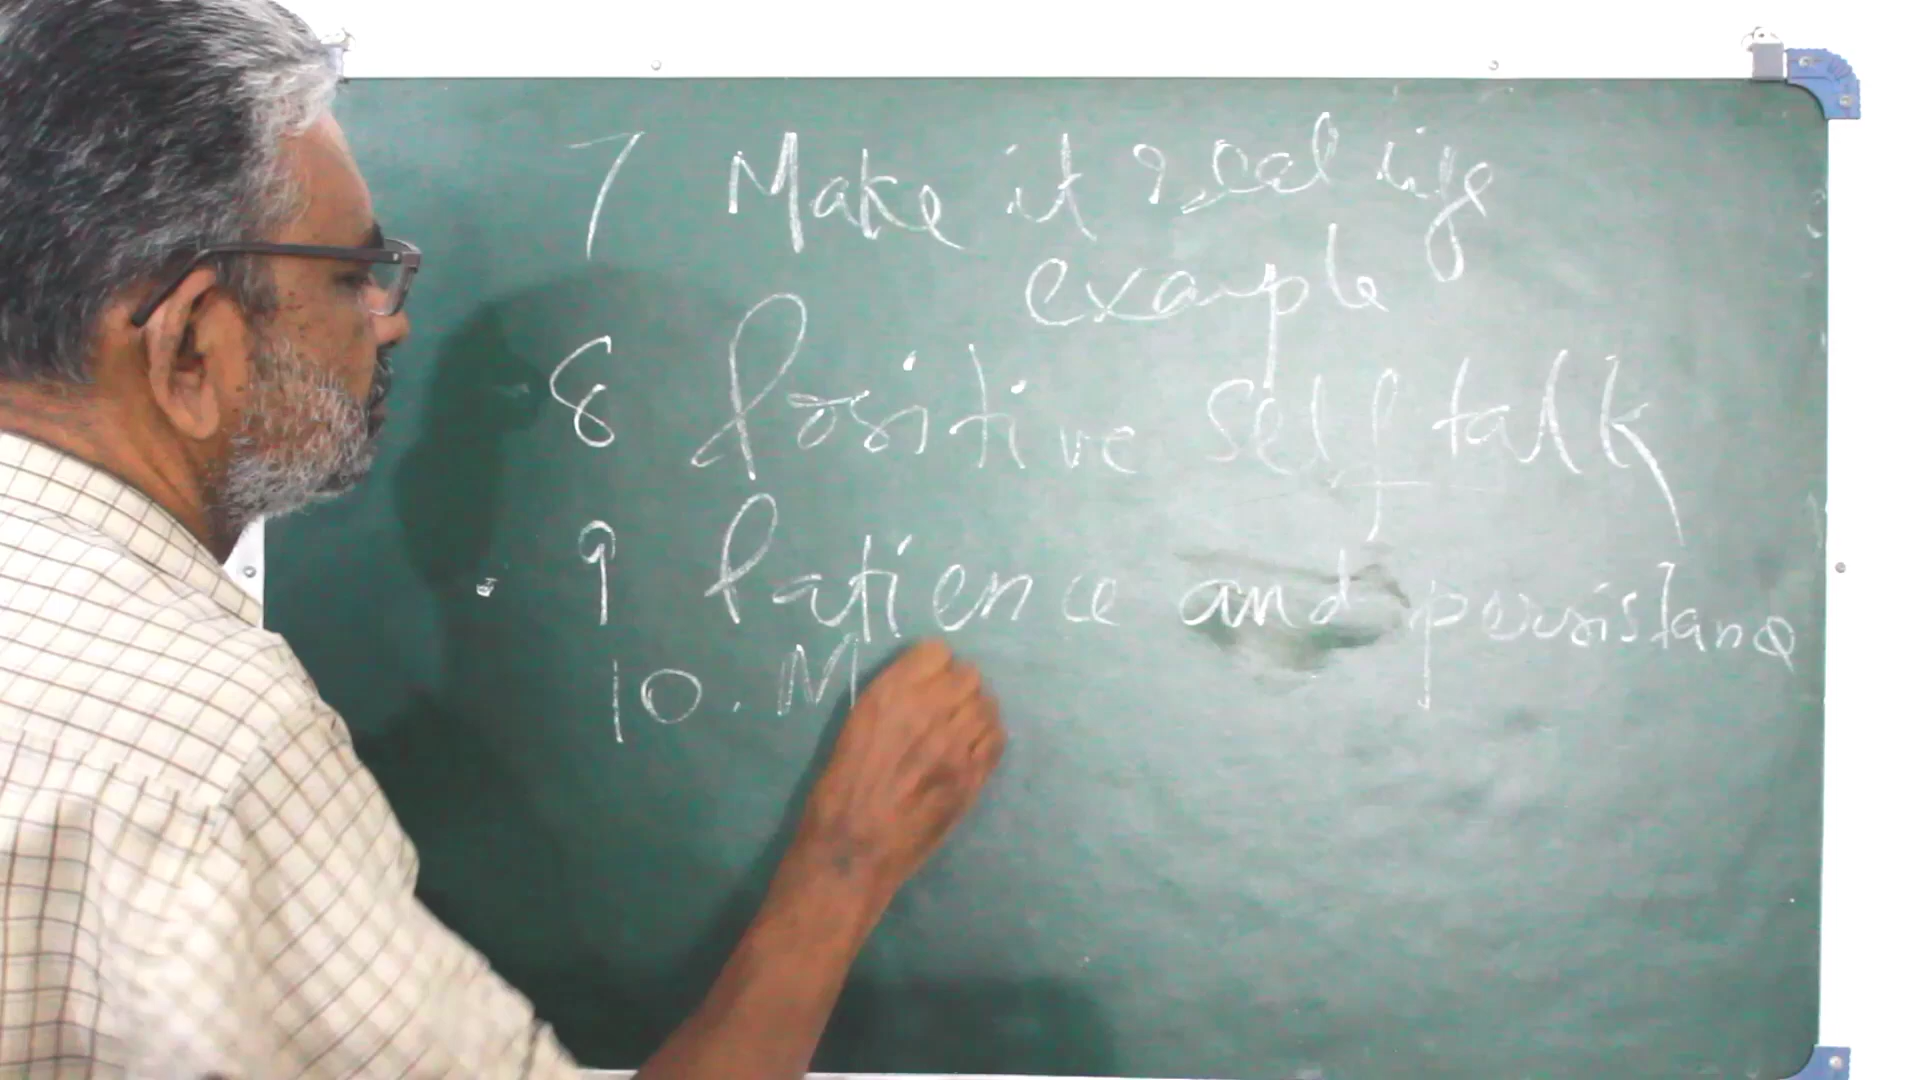 7 Make it real life
example
8 Positive self talk
9 Patience and persistance
10. M